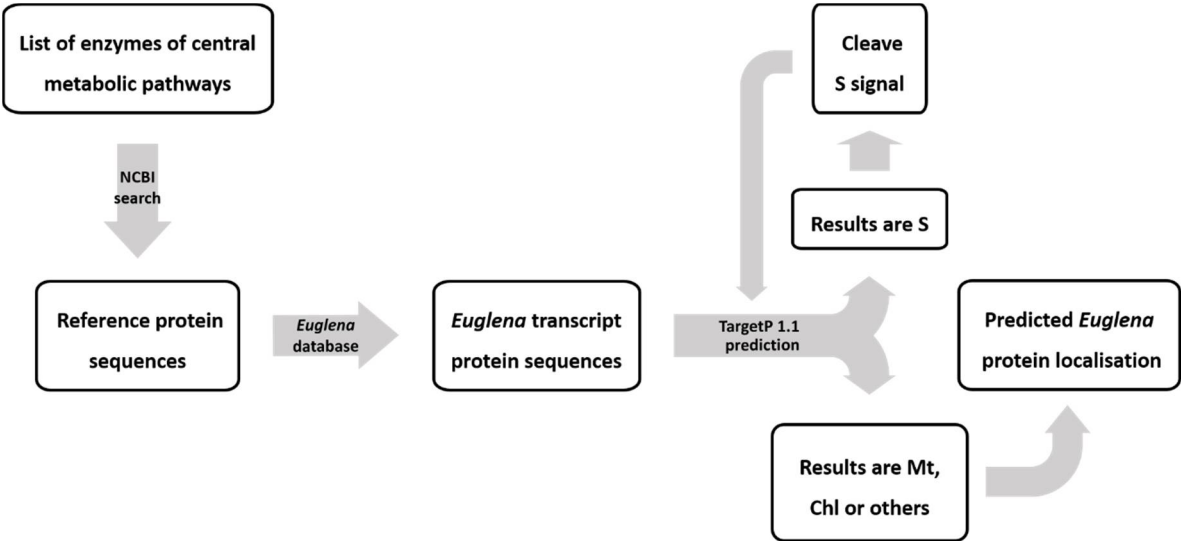 List of enzymes of central
metabolic pathways
NCBI
search
Reference protein
sequences
Euglena
database
Euglena transcript
protein sequences
TargetP 1.1
prediction
Cleave
S signal
Results are S
Results are Mt,
Chl or others
Predicted Euglena
protein localisation